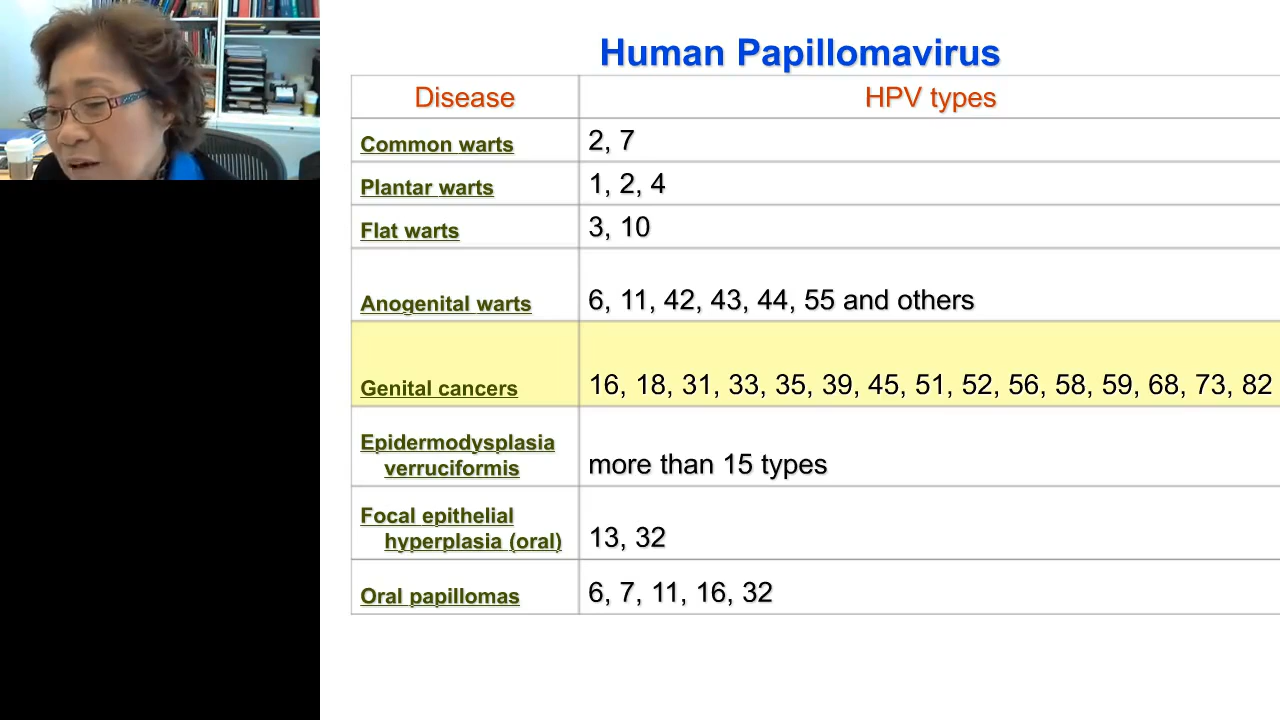 Human Papillomavirus
Disease HPV types
Common warts 2, 7
Plantar warts 1, 2, 4
Flat warts 3, 10
Anogenital warts 6, 11, 42, 43, 44, 55 and others
Genital cancers 16, 18, 31, 33, 35, 39, 45, 51, 52, 56, 58, 59, 68, 73, 82
Epidermodysplasia
verruciformis more than 15 types
Focal epithelial
hyperplasia (oral) 13, 32
Oral papillomas 6, 7, 11, 16, 32